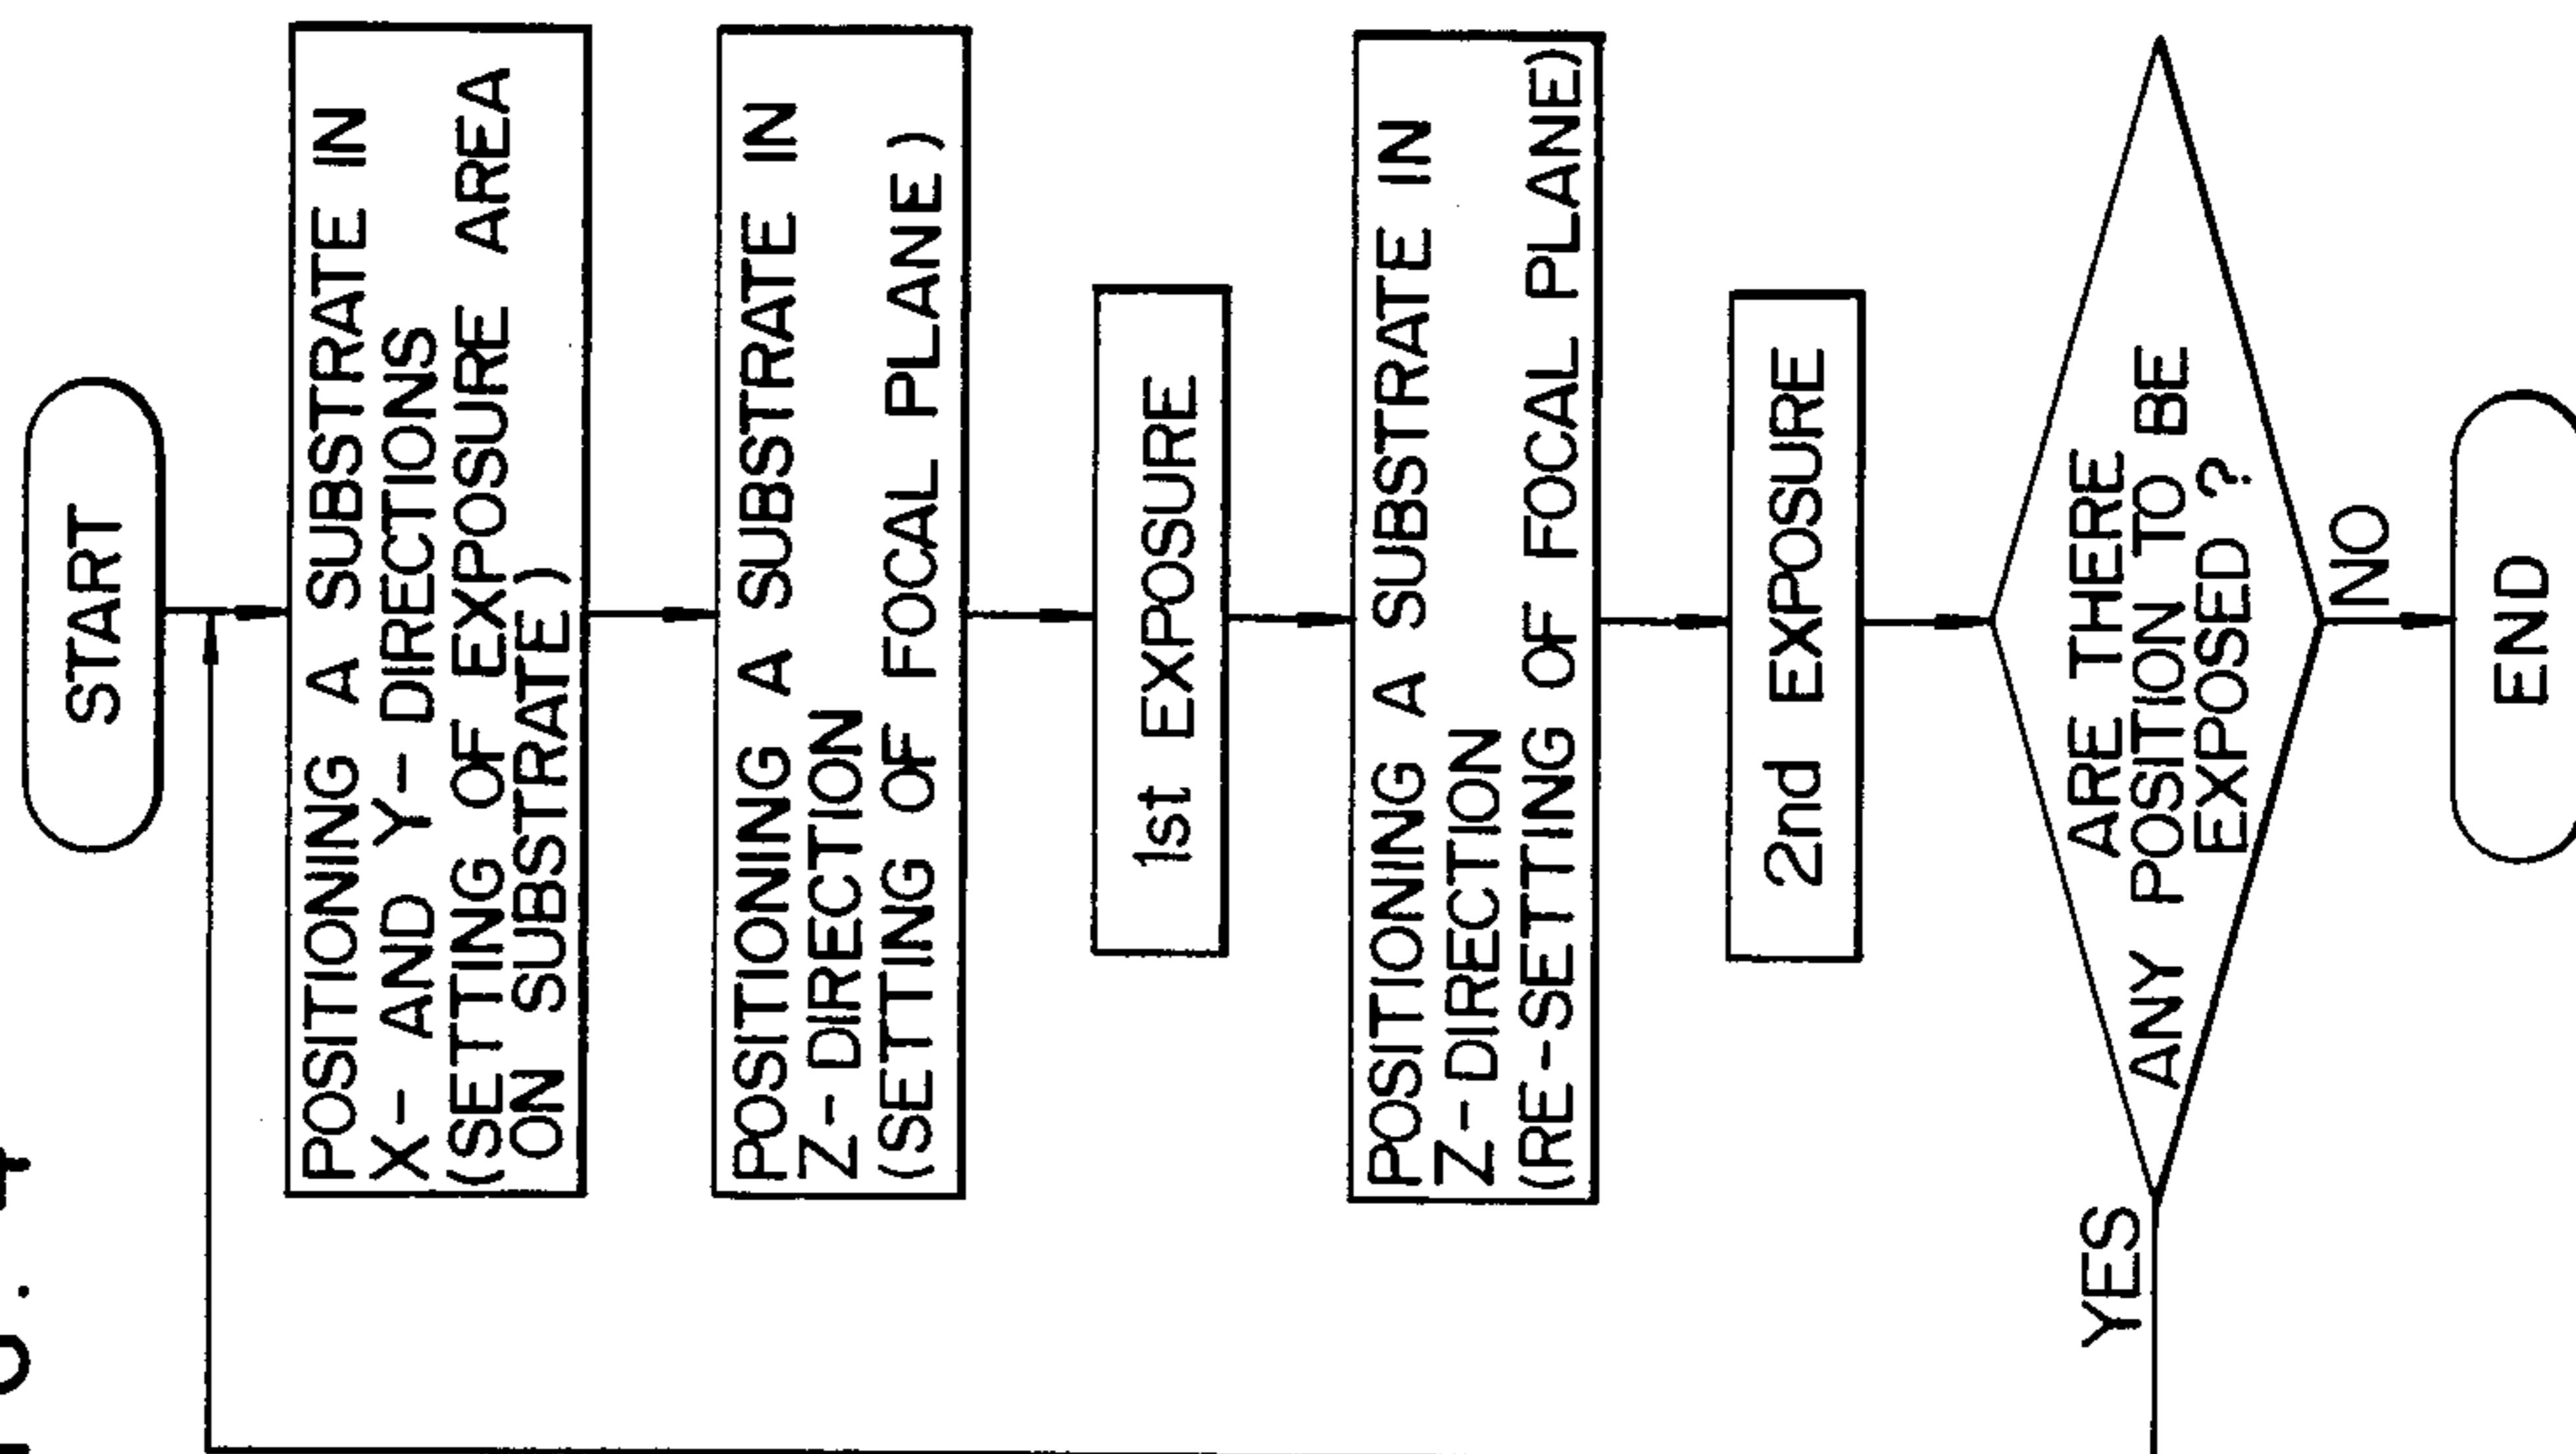 START
POSITIONING A SUBSTRATE IN
X- AND Y- DIRECTIONS
(SETTING OF EXPOSURE AREA
ON SUBSTRATE)
POSITIONING A SUBSTRATE IN
Z- DIRECTION
(SETTING OF FOCAL PLANE)
1st EXPOSURE
POSITIONING A SUBSTRATE IN
Z-DIRECTION
(RE-SETTING OF FOCAL PLANE)
2nd EXPOSURE
ARE THERE
ANY POSITION TO BE
EXPOSED ?
YES
NO
END